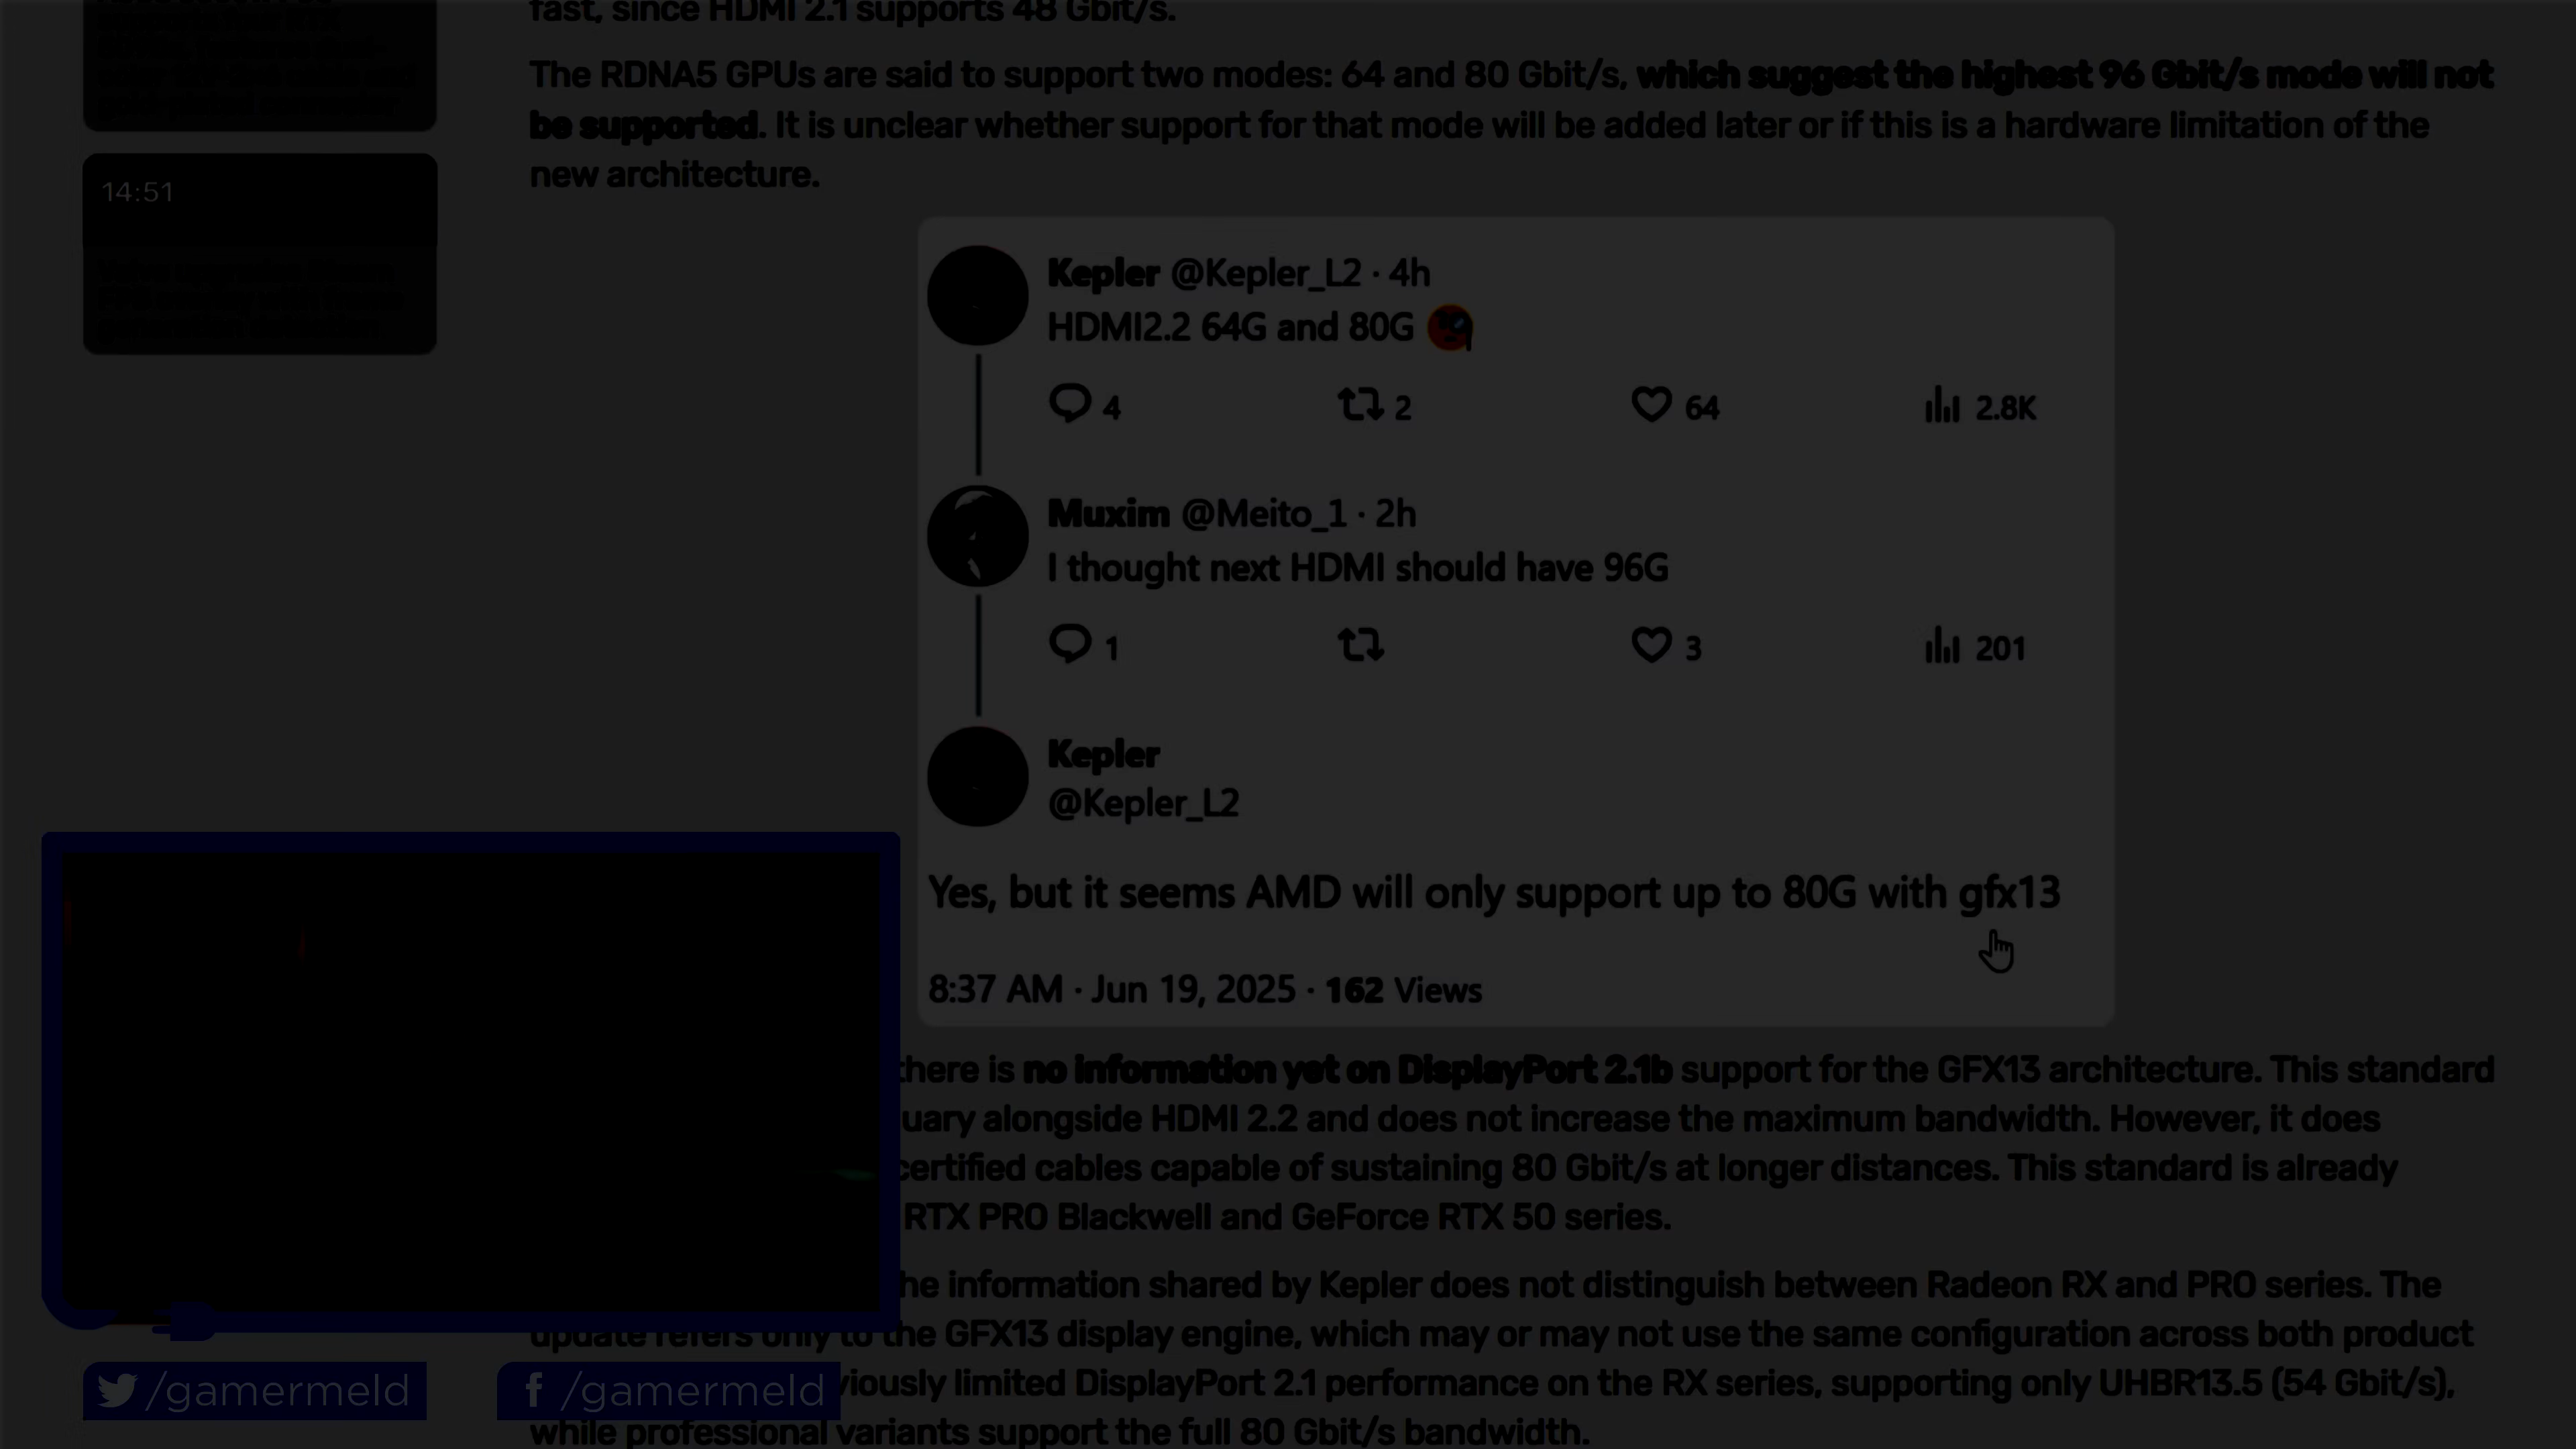 fast, since HDMI 2.1 supports 48 Gbit/s.
The RDNA5 GPUs are said to support two modes: 64 and 80 Gbit/s, which suggest the highest 96 Gbit/s mode will not
be supported. It is unclear whether support for that mode will be added later or if this is a hardware limitation of the
new architecture.
14:51
Kepler @Kepler_L2 · 4h
HDMI2.2 64G and 80G
4 2 64 2.8K
Muxim @Meito_1 · 2h
I thought next HDMI should have 96G
1 3 201
Kepler
@Kepler_L2
Yes, but it seems AMD will only support up to 80G with gfx13
8:37 AM · Jun 19, 2025 · 162 Views
there is no information yet on DisplayPort 2.1b support for the GFX13 architecture. This standard
uary alongside HDMI 2.2 and does not increase the maximum bandwidth. However, it does
certified cables capable of sustaining 80 Gbit/s at longer distances. This standard is already
RTX PRO Blackwell and GeForce RTX 50 series.
he information shared by Kepler does not distinguish between Radeon RX and PRO series. The
update refers only to the GFX13 display engine, which may or may not use the same configuration across both product
viously limited DisplayPort 2.1 performance on the RX series, supporting only UHBR13.5 (54 Gbit/s),
while professional variants support the full 80 Gbit/s bandwidth.
/gamermeld
/gamermeld